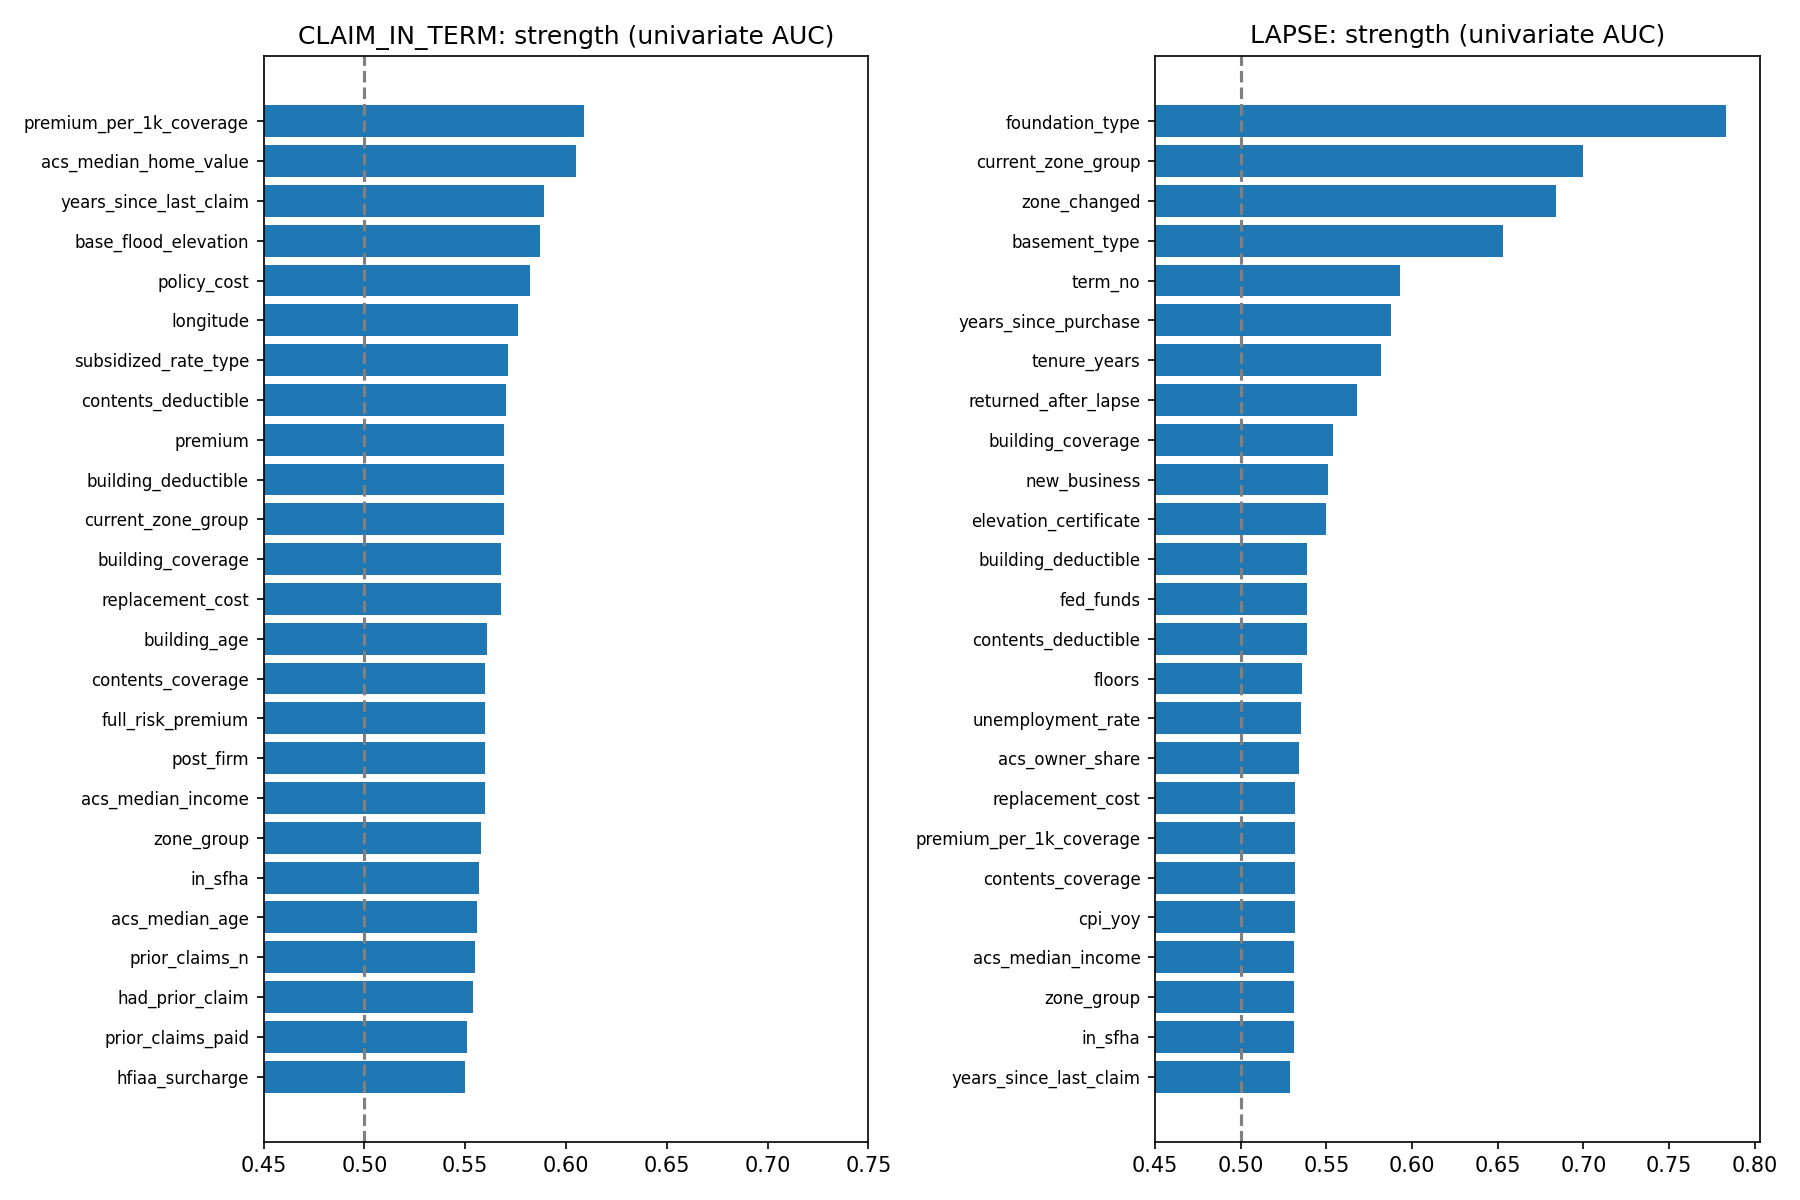 CLAIM_IN_TERM: strength (univariate AUC)
premium_per_1k_coverage
acs_median_home_value
years_since_last_claim
base_flood_elevation
policy_cost
longitude
subsidized_rate_type
contents_deductible
premium
building_deductible
current_zone_group
building_coverage
replacement_cost
building_age
contents_coverage
full_risk_premium
post_firm
acs_median_income
zone_group
in_sfha
acs_median_age
prior_claims_n
had_prior_claim
prior_claims_paid
hfiaa_surcharge
0.45 0.50 0.55 0.60 0.65 0.70 0.75
LAPSE: strength (univariate AUC)
foundation_type
current_zone_group
zone_changed
basement_type
term_no
years_since_purchase
tenure_years
returned_after_lapse
building_coverage
new_business
elevation_certificate
building_deductible
fed_funds
contents_deductible
floors
unemployment_rate
acs_owner_share
replacement_cost
premium_per_1k_coverage
contents_coverage
cpi_yoy
acs_median_income
zone_group
in_sfha
years_since_last_claim
0.45 0.50 0.55 0.60 0.65 0.70 0.75 0.80